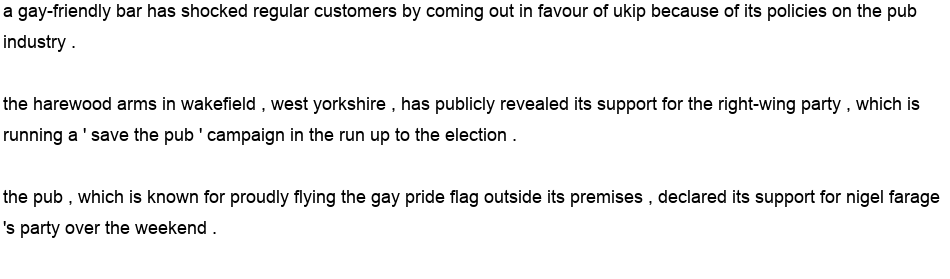 a gay-friendly bar has shocked regular customers by coming out in favour of ukip because of its policies on the pub
industry .
the harewood arms in wakefield , west yorkshire , has publicly revealed its support for the right-wing party , which is
running a ' save the pub ' campaign in the run up to the election .
the pub , which is known for proudly flying the gay pride flag outside its premises , declared its support for nigel farage
's party over the weekend .